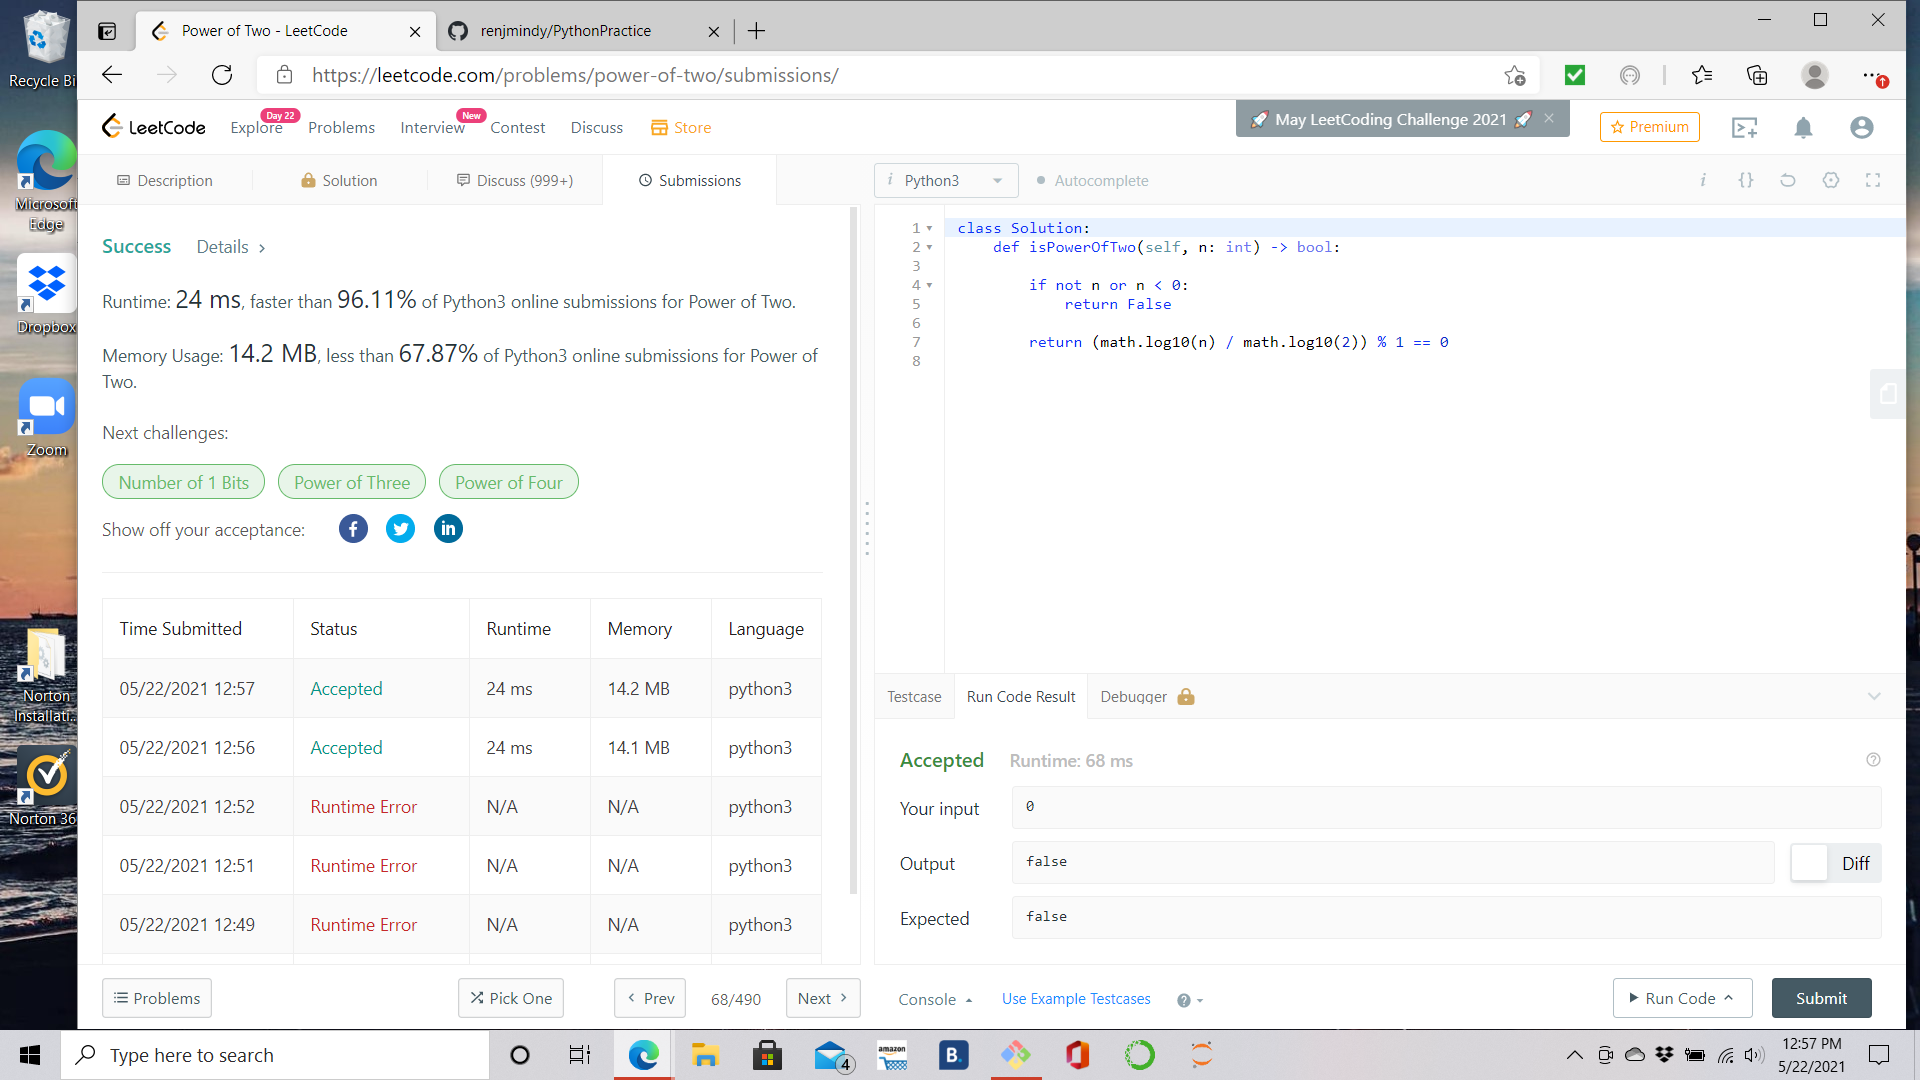 Power of Two - LeetCode
renjmindy/PythonPractice
https://leetcode.com/problems/power-of-two/submissions/
Recycle Bi
Microsoft
Edge
Dropbox
Zoom
Norton
Installati...
Norton 36
LeetCode
Explore
Day 22
Problems
Interview
New
Contest
Discuss
Store
🚀 May LeetCoding Challenge 2021 🚀 ×
Premium
Description
Solution
Discuss (999+)
Submissions
i Python3
Autocomplete
i {}
Success
Details >
Runtime: 24 ms, faster than 96.11% of Python3 online submissions for Power of Two.
Memory Usage: 14.2 MB, less than 67.87% of Python3 online submissions for Power of
Two.
Next challenges:
Number of 1 Bits
Power of Three
Power of Four
Show off your acceptance:
f
in
Time Submitted Status Runtime Memory Language
05/22/2021 12:57 Accepted 24 ms 14.2 MB python3
05/22/2021 12:56 Accepted 24 ms 14.1 MB python3
05/22/2021 12:52 Runtime Error N/A N/A python3
05/22/2021 12:51 Runtime Error N/A N/A python3
05/22/2021 12:49 Runtime Error N/A N/A python3
Problems
Pick One
< Prev
68/490
Next >
1 class Solution:
2     def isPowerOfTwo(self, n: int) -> bool:
3
4         if not n or n < 0:
5             return False
6
7         return (math.log10(n) / math.log10(2)) % 1 == 0
8
Testcase
Run Code Result
Debugger
Accepted
Runtime: 68 ms
?
Your input
0
Output
false
Diff
Expected
false
Console
Use Example Testcases
?
Run Code
Submit
Type here to search
4
amazon
B.
12:57 PM
5/22/2021